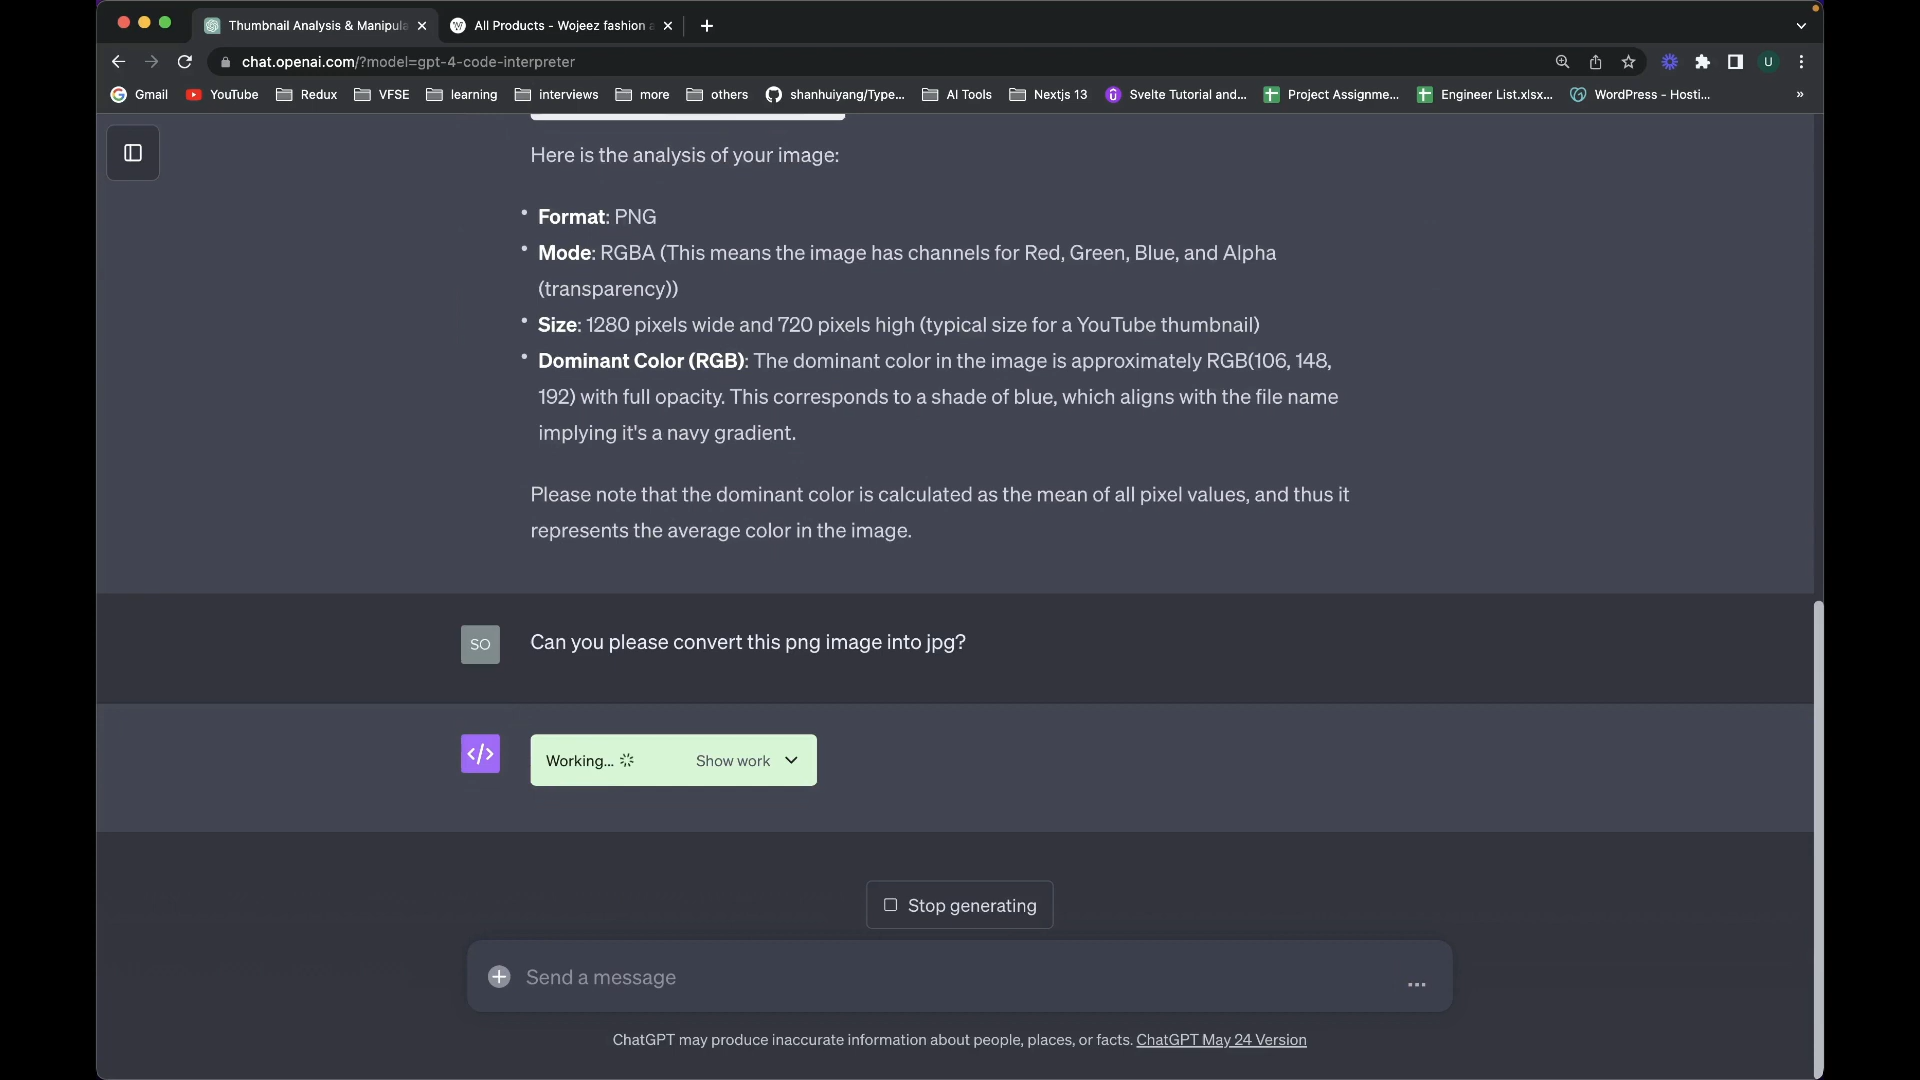 Thumbnail Analysis & Manipula
All Products - Wojeez fashion a
chat.openai.com/?model=gpt-4-code-interpreter
U
Gmail YouTube Redux VFSE learning interviews more others shanhuiyang/Type... AI Tools Nextjs 13 Svelte Tutorial and... Project Assignme... Engineer List.xlsx... WordPress - Hosti... »
Here is the analysis of your image:
• Format: PNG
• Mode: RGBA (This means the image has channels for Red, Green, Blue, and Alpha
(transparency))
• Size: 1280 pixels wide and 720 pixels high (typical size for a YouTube thumbnail)
• Dominant Color (RGB): The dominant color in the image is approximately RGB(106, 148,
192) with full opacity. This corresponds to a shade of blue, which aligns with the file name
implying it's a navy gradient.
Please note that the dominant color is calculated as the mean of all pixel values, and thus it
represents the average color in the image.
SO Can you please convert this png image into jpg?
</> Working... Show work
Stop generating
Send a message
ChatGPT may produce inaccurate information about people, places, or facts. ChatGPT May 24 Version